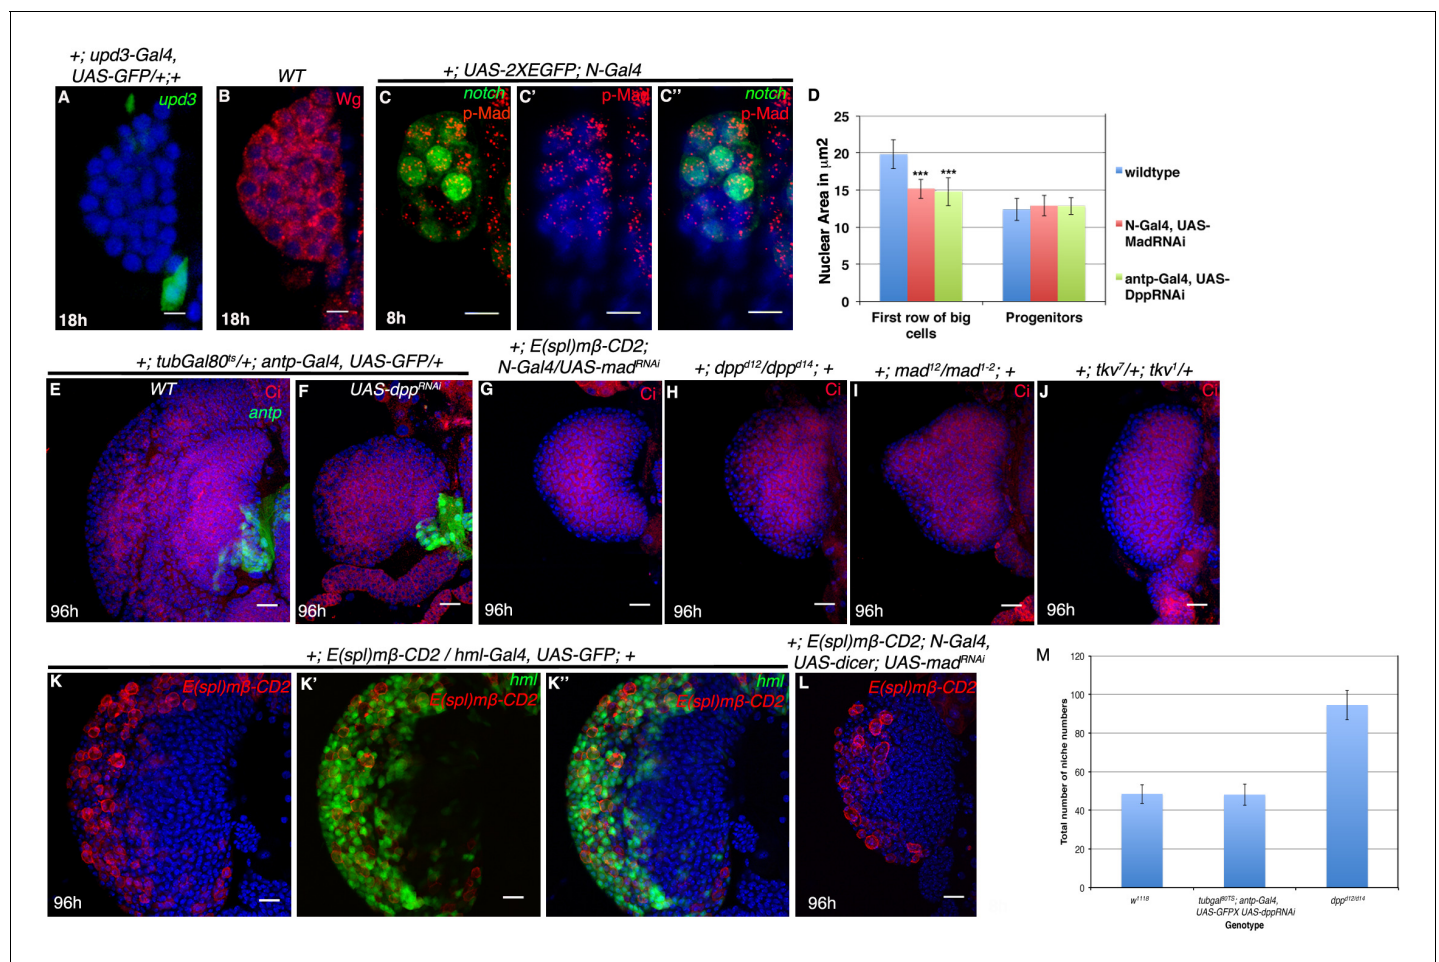 +; upd3-Gal4,
UAS-GFP/+;+
A
upd3
18h
WT
B
Wg
18h
+; UAS-2XEGFP; N-Gal4
C
notch
p-Mad
8h
C'
p-Mad
C''
notch
p-Mad
D
Nuclear Area in μm2
25
20
15
10
5
0
***
***
First row of big
cells
Progenitors
wildtype
N-Gal4, UAS-
MadRNAi
antp-Gal4, UAS-
DppRNAi
+; tubGal80ts/+; antp-Gal4, UAS-GFP/+
E
WT
Ci
antp
96h
F
UAS-dppRNAi
Ci
96h
+; E(spl)mβ-CD2;
N-Gal4/UAS-madRNAi
G
Ci
96h
+; dppd12/dppd14; +
H
Ci
96h
+; mad12/mad1-2; +
I
Ci
96h
+; tkv7/+; tkv1/+
J
Ci
96h
+; E(spl)mβ-CD2 / hml-Gal4, UAS-GFP; +
K
E(spl)mβ-CD2
96h
K'
hml
E(spl)mβ-CD2
K''
hml
E(spl)mβ-CD2
+; E(spl)mβ-CD2; N-Gal4,
UAS-dicer; UAS-madRNAi
L
E(spl)mβ-CD2
96h
M
Total number of niche numbers
120
100
80
60
40
20
0
w1118
tubgal80TS; antp-Gal4,
UAS-GFPX UAS-dppRNAi
dppd12/d14
Genotype